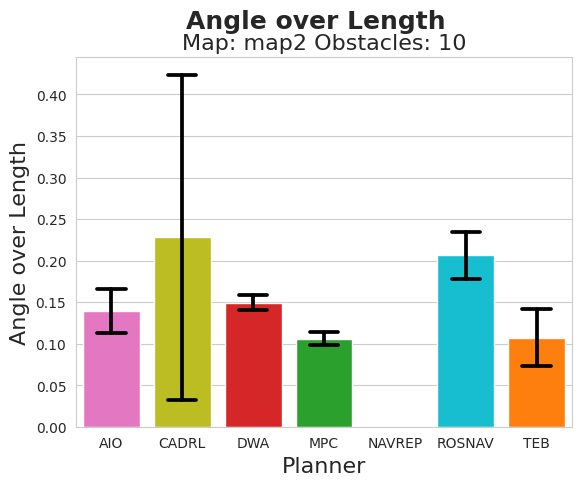 Angle over Length
Map: map2 Obstacles: 10
Angle over Length
0.40
0.35
0.30
0.25
0.20
0.15
0.10
0.05
0.00
AIO CADRL DWA MPC NAVREP ROSNAV TEB
Planner